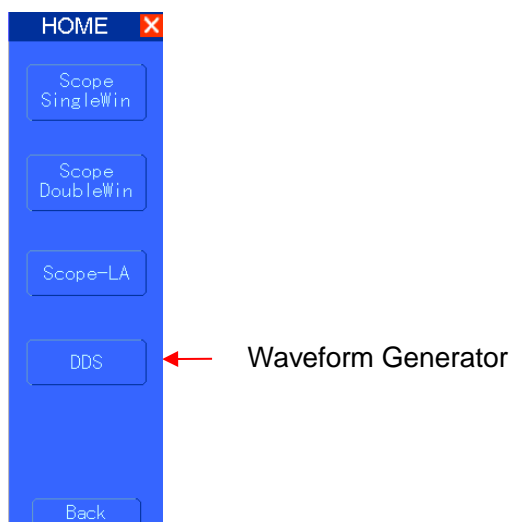 HOME
Scope
SingleWin
Scope
DoubleWin
Scope-LA
DDS
Waveform Generator
Back